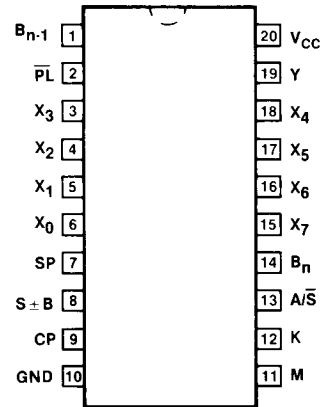 Bn-1 1 20 VCC
PL 2 19 Y
X3 3 18 X4
X2 4 17 X5
X1 5 16 X6
X0 6 15 X7
SP 7 14 Bn
S ± B 8 13 A/S
CP 9 12 K
GND 10 11 M